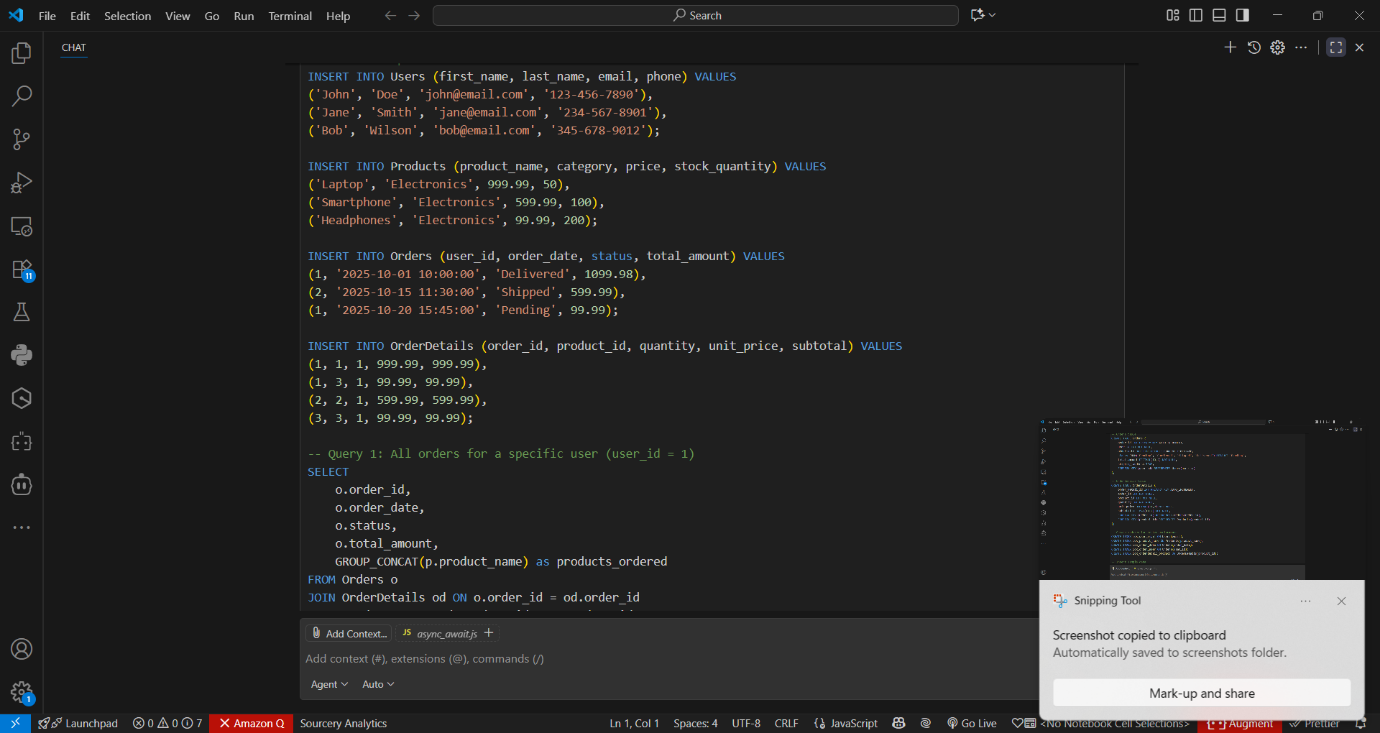 File Edit Selection View Go Run Terminal Help
Search
CHAT
INSERT INTO Users (first_name, last_name, email, phone) VALUES
('John', 'Doe', 'john@email.com', '123-456-7890'),
('Jane', 'Smith', 'jane@email.com', '234-567-8901'),
('Bob', 'Wilson', 'bob@email.com', '345-678-9012');
INSERT INTO Products (product_name, category, price, stock_quantity) VALUES
('Laptop', 'Electronics', 999.99, 50),
('Smartphone', 'Electronics', 599.99, 100),
('Headphones', 'Electronics', 99.99, 200);
INSERT INTO Orders (user_id, order_date, status, total_amount) VALUES
(1, '2025-10-01 10:00:00', 'Delivered', 1099.98),
(2, '2025-10-15 11:30:00', 'Shipped', 599.99),
(1, '2025-10-20 15:45:00', 'Pending', 99.99);
INSERT INTO OrderDetails (order_id, product_id, quantity, unit_price, subtotal) VALUES
(1, 1, 1, 999.99, 999.99),
(1, 3, 1, 99.99, 99.99),
(2, 2, 1, 599.99, 599.99),
(3, 3, 1, 99.99, 99.99);
-- Query 1: All orders for a specific user (user_id = 1)
SELECT
o.order_id,
o.order_date,
o.status,
o.total_amount,
GROUP_CONCAT(p.product_name) as products_ordered
FROM Orders o
JOIN OrderDetails od ON o.order_id = od.order_id
Add Context... JS async_await.js +
Add context (#), extensions (@), commands (/)
Agent Auto
11
1
Snipping Tool
Screenshot copied to clipboard
Automatically saved to screenshots folder.
Mark-up and share
Launchpad 0 0 7 Amazon Q Sourcery Analytics Ln 1, Col 1 Spaces: 4 UTF-8 CRLF {} JavaScript Go Live <No Notebook Cell Selections> Augment Prettier